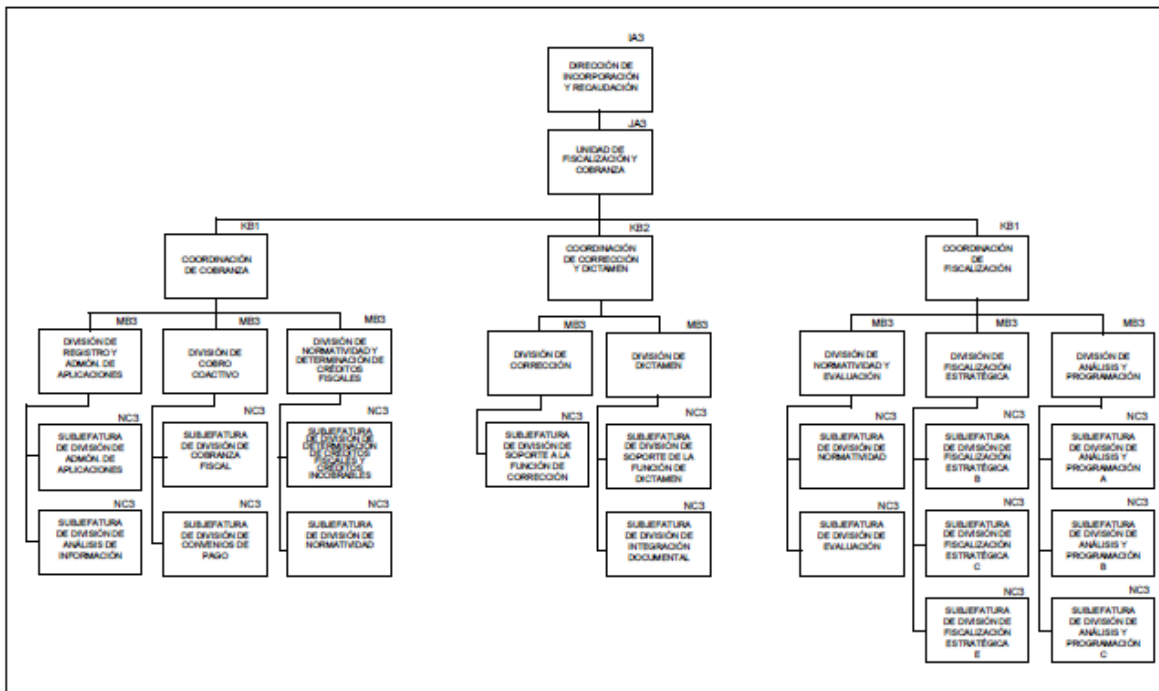 IA3
DIRECCIÓN DE
INCORPORACIÓN
Y RECAUDACIÓN
JA3
UNIDAD DE
FISCALIZACIÓN Y
COBRANZA
KB1
COORDINACIÓN
DE COBRANZA
KB2
COORDINACIÓN
DE CORRECCIÓN
Y DICTAMEN
KB1
COORDINACIÓN
DE
FISCALIZACIÓN
MB3
DIVISIÓN DE
REGISTRO Y
ADMÓN. DE
APLICACIONES
MB3
DIVISIÓN DE
COBRO
COACTIVO
MB3
DIVISIÓN DE
NORMATIVIDAD Y
DETERMINACIÓN DE
CRÉDITOS
FISCALES
MB3
DIVISIÓN DE
CORRECCIÓN
MB3
DIVISIÓN DE
DICTAMEN
MB3
DIVISIÓN DE
NORMATIVIDAD Y
EVALUACIÓN
MB3
DIVISIÓN DE
FISCALIZACIÓN
ESTRATÉGICA
MB3
DIVISIÓN DE
ANÁLISIS Y
PROGRAMACIÓN
NC3
SUBJEFATURA
DE DIVISIÓN DE
ADMÓN. DE
APLICACIONES
NC3
SUBJEFATURA
DE DIVISIÓN DE
COBRANZA
FISCAL
NC3
SUBJEFATURA
DE DIVISIÓN DE
DETERMINACIÓN
DE CRÉDITOS
FISCALES Y
CRÉDITOS
INCOBRABLES
NC3
SUBJEFATURA
DE DIVISIÓN DE
SOPORTE A LA
FUNCIÓN DE
CORRECCIÓN
NC3
SUBJEFATURA
DE DIVISIÓN DE
SOPORTE DE LA
FUNCIÓN DE
DICTAMEN
NC3
SUBJEFATURA
DE DIVISIÓN
DE NORMATIVIDAD
NC3
SUBJEFATURA
DE DIVISIÓN DE
FISCALIZACIÓN
ESTRATÉGICA
B
NC3
SUBJEFATURA
DE DIVISIÓN DE
ANÁLISIS Y
PROGRAMACIÓN
A
NC3
SUBJEFATURA
DE DIVISIÓN DE
ANÁLISIS DE
INFORMACIÓN
NC3
SUBJEFATURA
DE DIVISIÓN DE
CONVENIOS DE
PAGO
NC3
SUBJEFATURA
DE DIVISIÓN DE
NORMATIVIDAD
NC3
SUBJEFATURA
DE DIVISIÓN DE
INTEGRACIÓN
DOCUMENTAL
NC3
SUBJEFATURA
DE DIVISIÓN
DE EVALUACIÓN
NC3
SUBJEFATURA
DE DIVISIÓN DE
FISCALIZACIÓN
ESTRATÉGICA
C
NC3
SUBJEFATURA
DE DIVISIÓN DE
ANÁLISIS Y
PROGRAMACIÓN
B
NC3
SUBJEFATURA
DE DIVISIÓN DE
FISCALIZACIÓN
ESTRATÉGICA
E
NC3
SUBJEFATURA
DE DIVISIÓN DE
ANÁLISIS Y
PROGRAMACIÓN
C